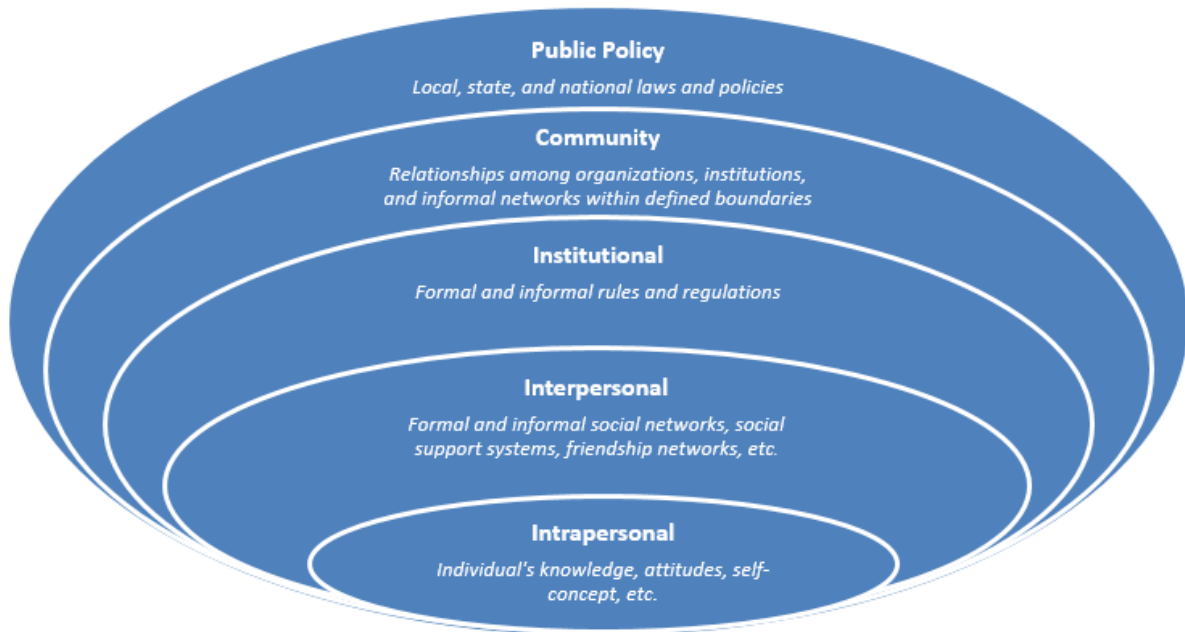 Public Policy
Local, state, and national laws and policies
Community
Relationships among organizations, institutions,
and informal networks within defined boundaries
Institutional
Formal and informal rules and regulations
Interpersonal
Formal and informal social networks, social
support systems, friendship networks, etc.
Intrapersonal
Individual's knowledge, attitudes, self-
concept, etc.